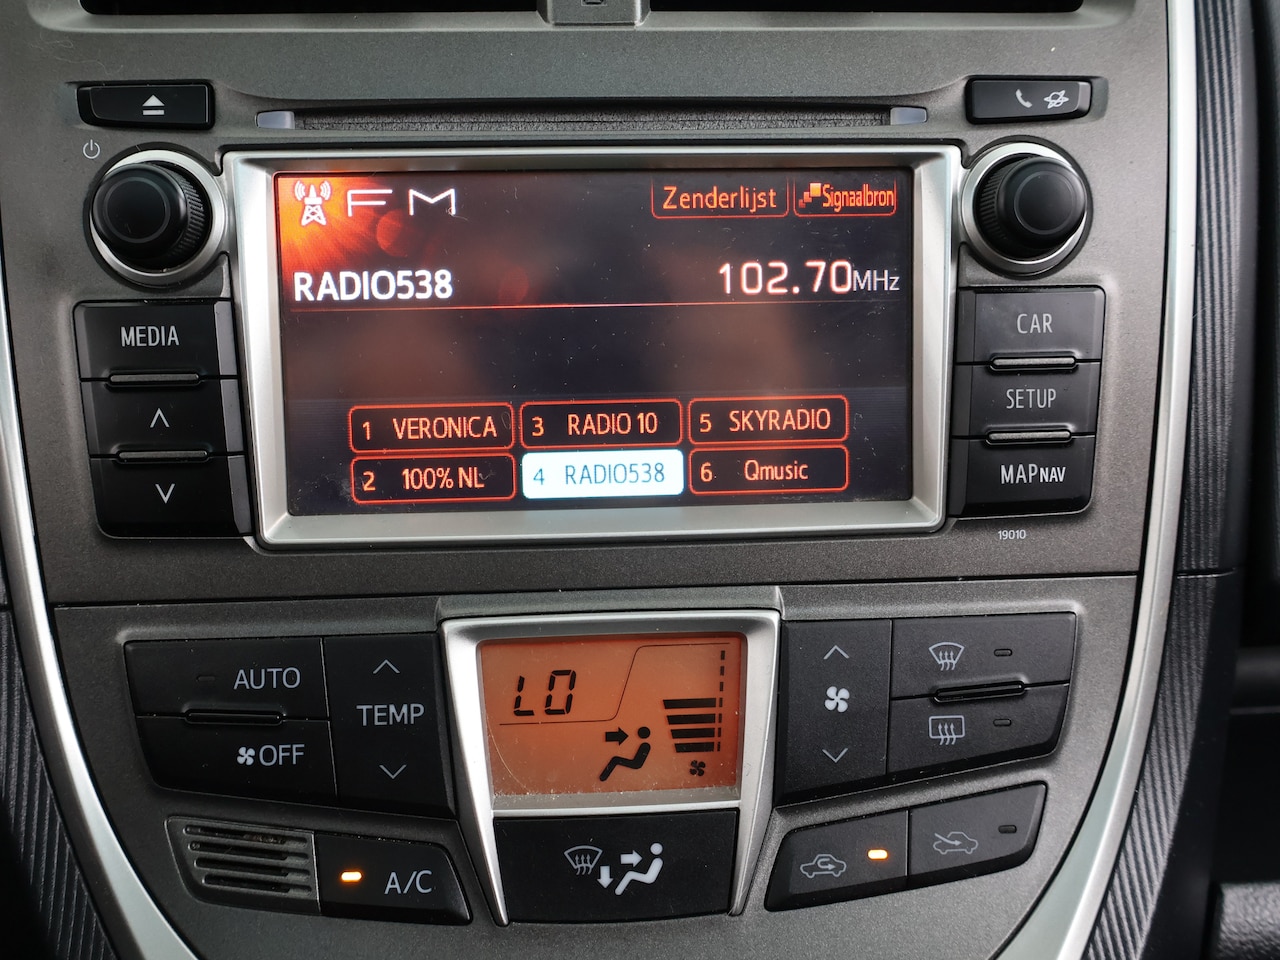 FM
Zenderlijst
Signaalbron
RADIO538
102.70MHz
MEDIA
CAR
SETUP
MAPNAV
1 VERONICA
3 RADIO 10
5 SKYRADIO
2 100% NL
4 RADIO538
6 Qmusic
19010
AUTO
OFF
TEMP
LO
A/C